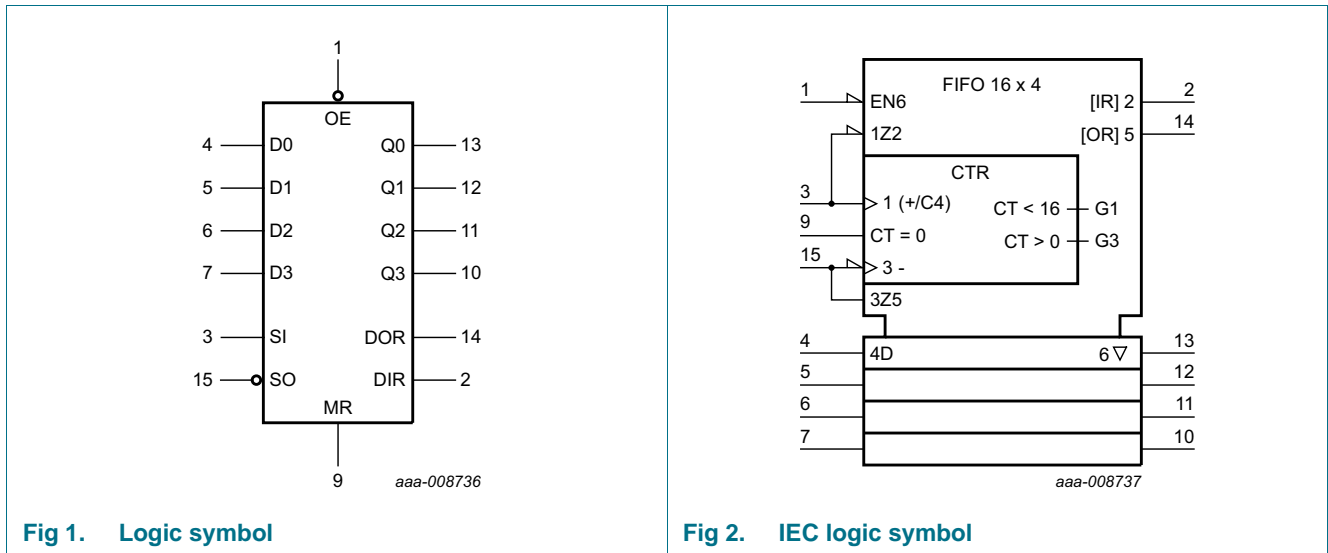 1
OE
4 D0 Q0 13
5 D1 Q1 12
6 D2 Q2 11
7 D3 Q3 10
3 SI DOR 14
15 SO DIR 2
MR
9 aaa-008736
Fig 1. Logic symbol
FIFO 16 x 4
1 EN6 [IR] 2 2
1Z2 [OR] 5 14
CTR
3 1 (+/C4) CT < 16 G1
9 CT = 0 CT > 0 G3
15 3 -
3Z5
4 4D 6 ▽ 13
5 12
6 11
7 10
aaa-008737
Fig 2. IEC logic symbol